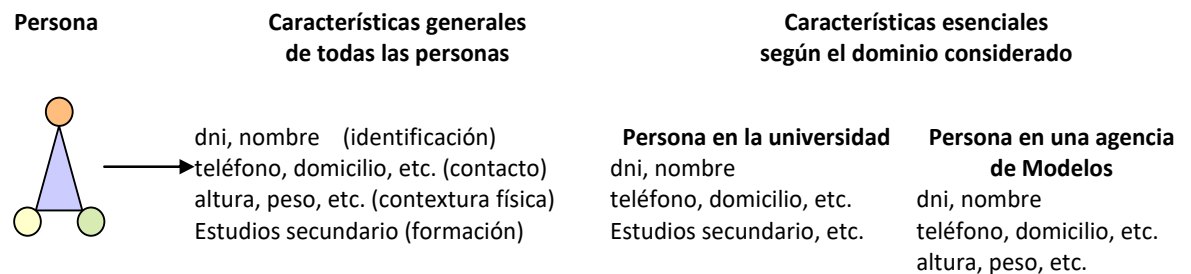 Persona
Características generales
de todas las personas
Características esenciales
según el dominio considerado
dni, nombre (identificación)
teléfono, domicilio, etc. (contacto)
altura, peso, etc. (contextura física)
Estudios secundario (formación)
Persona en la universidad
dni, nombre
teléfono, domicilio, etc.
Estudios secundario, etc.
Persona en una agencia
de Modelos
dni, nombre
teléfono, domicilio, etc.
altura, peso, etc.